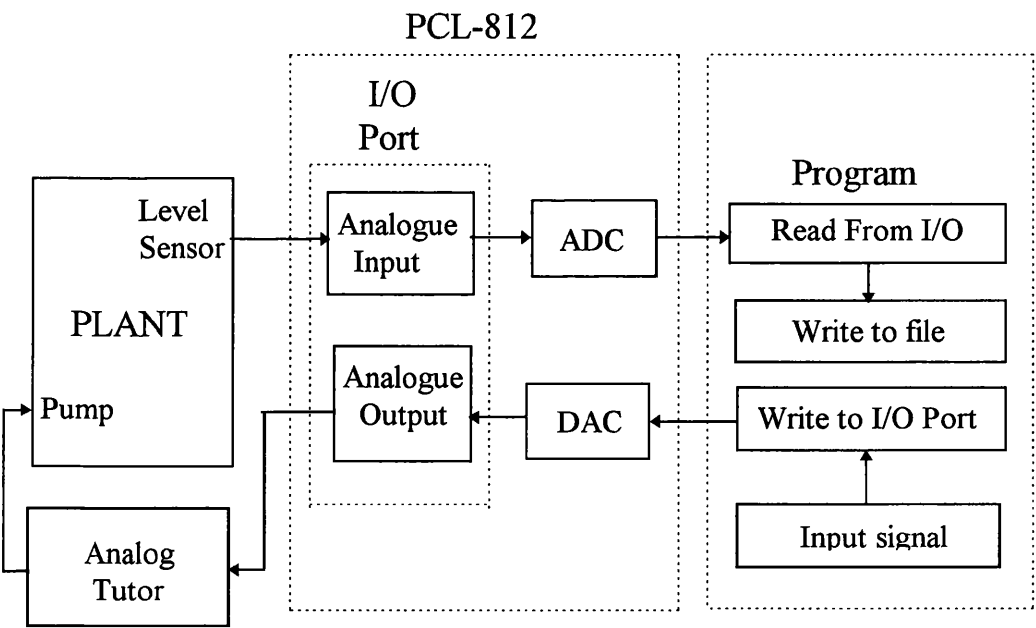 PCL-812
I/O
Port
Program
Level
Sensor
PLANT
Pump
Analogue
Input
ADC
Read From I/O
Write to file
Analogue
Output
DAC
Write to I/O Port
Input signal
Analog
Tutor